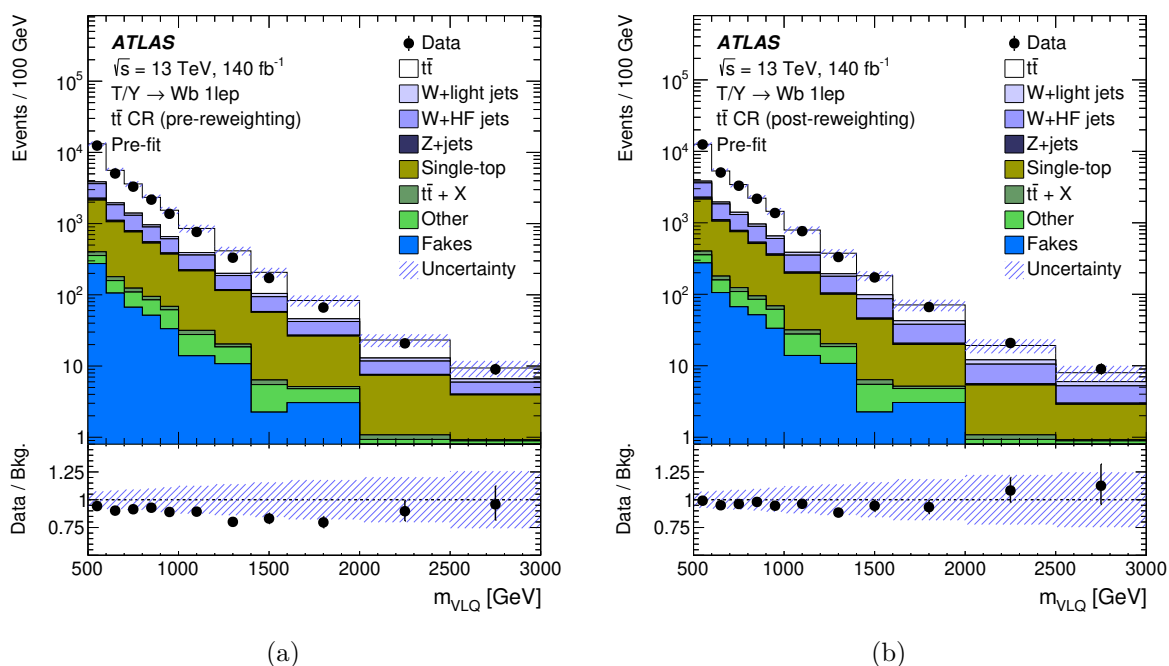 ATLAS
√s = 13 TeV, 140 fb⁻¹
T/Y → Wb 1lep
tt̄ CR (pre-reweighting)
Pre-fit
Data
tt̄
W+light jets
W+HF jets
Z+jets
Single-top
tt̄ + X
Other
Fakes
Uncertainty
Events / 100 GeV
10⁵
10⁴
10³
10²
10
1
Data / Bkg.
1.25
1
0.75
500 1000 1500 2000 2500 3000
m_VLQ [GeV]
(a)
ATLAS
√s = 13 TeV, 140 fb⁻¹
T/Y → Wb 1lep
tt̄ CR (post-reweighting)
Pre-fit
Data
tt̄
W+light jets
W+HF jets
Z+jets
Single-top
tt̄ + X
Other
Fakes
Uncertainty
Events / 100 GeV
10⁵
10⁴
10³
10²
10
1
Data / Bkg.
1.25
1
0.75
500 1000 1500 2000 2500 3000
m_VLQ [GeV]
(b)